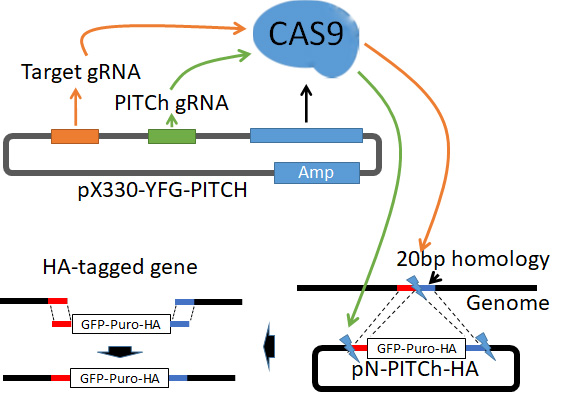 CAS9
Target gRNA
PITCh gRNA
Amp
pX330-YFG-PITCH
20bp homology
Genome
HA-tagged gene
GFP-Puro-HA
GFP-Puro-HA
pN-PITCh-HA
GFP-Puro-HA